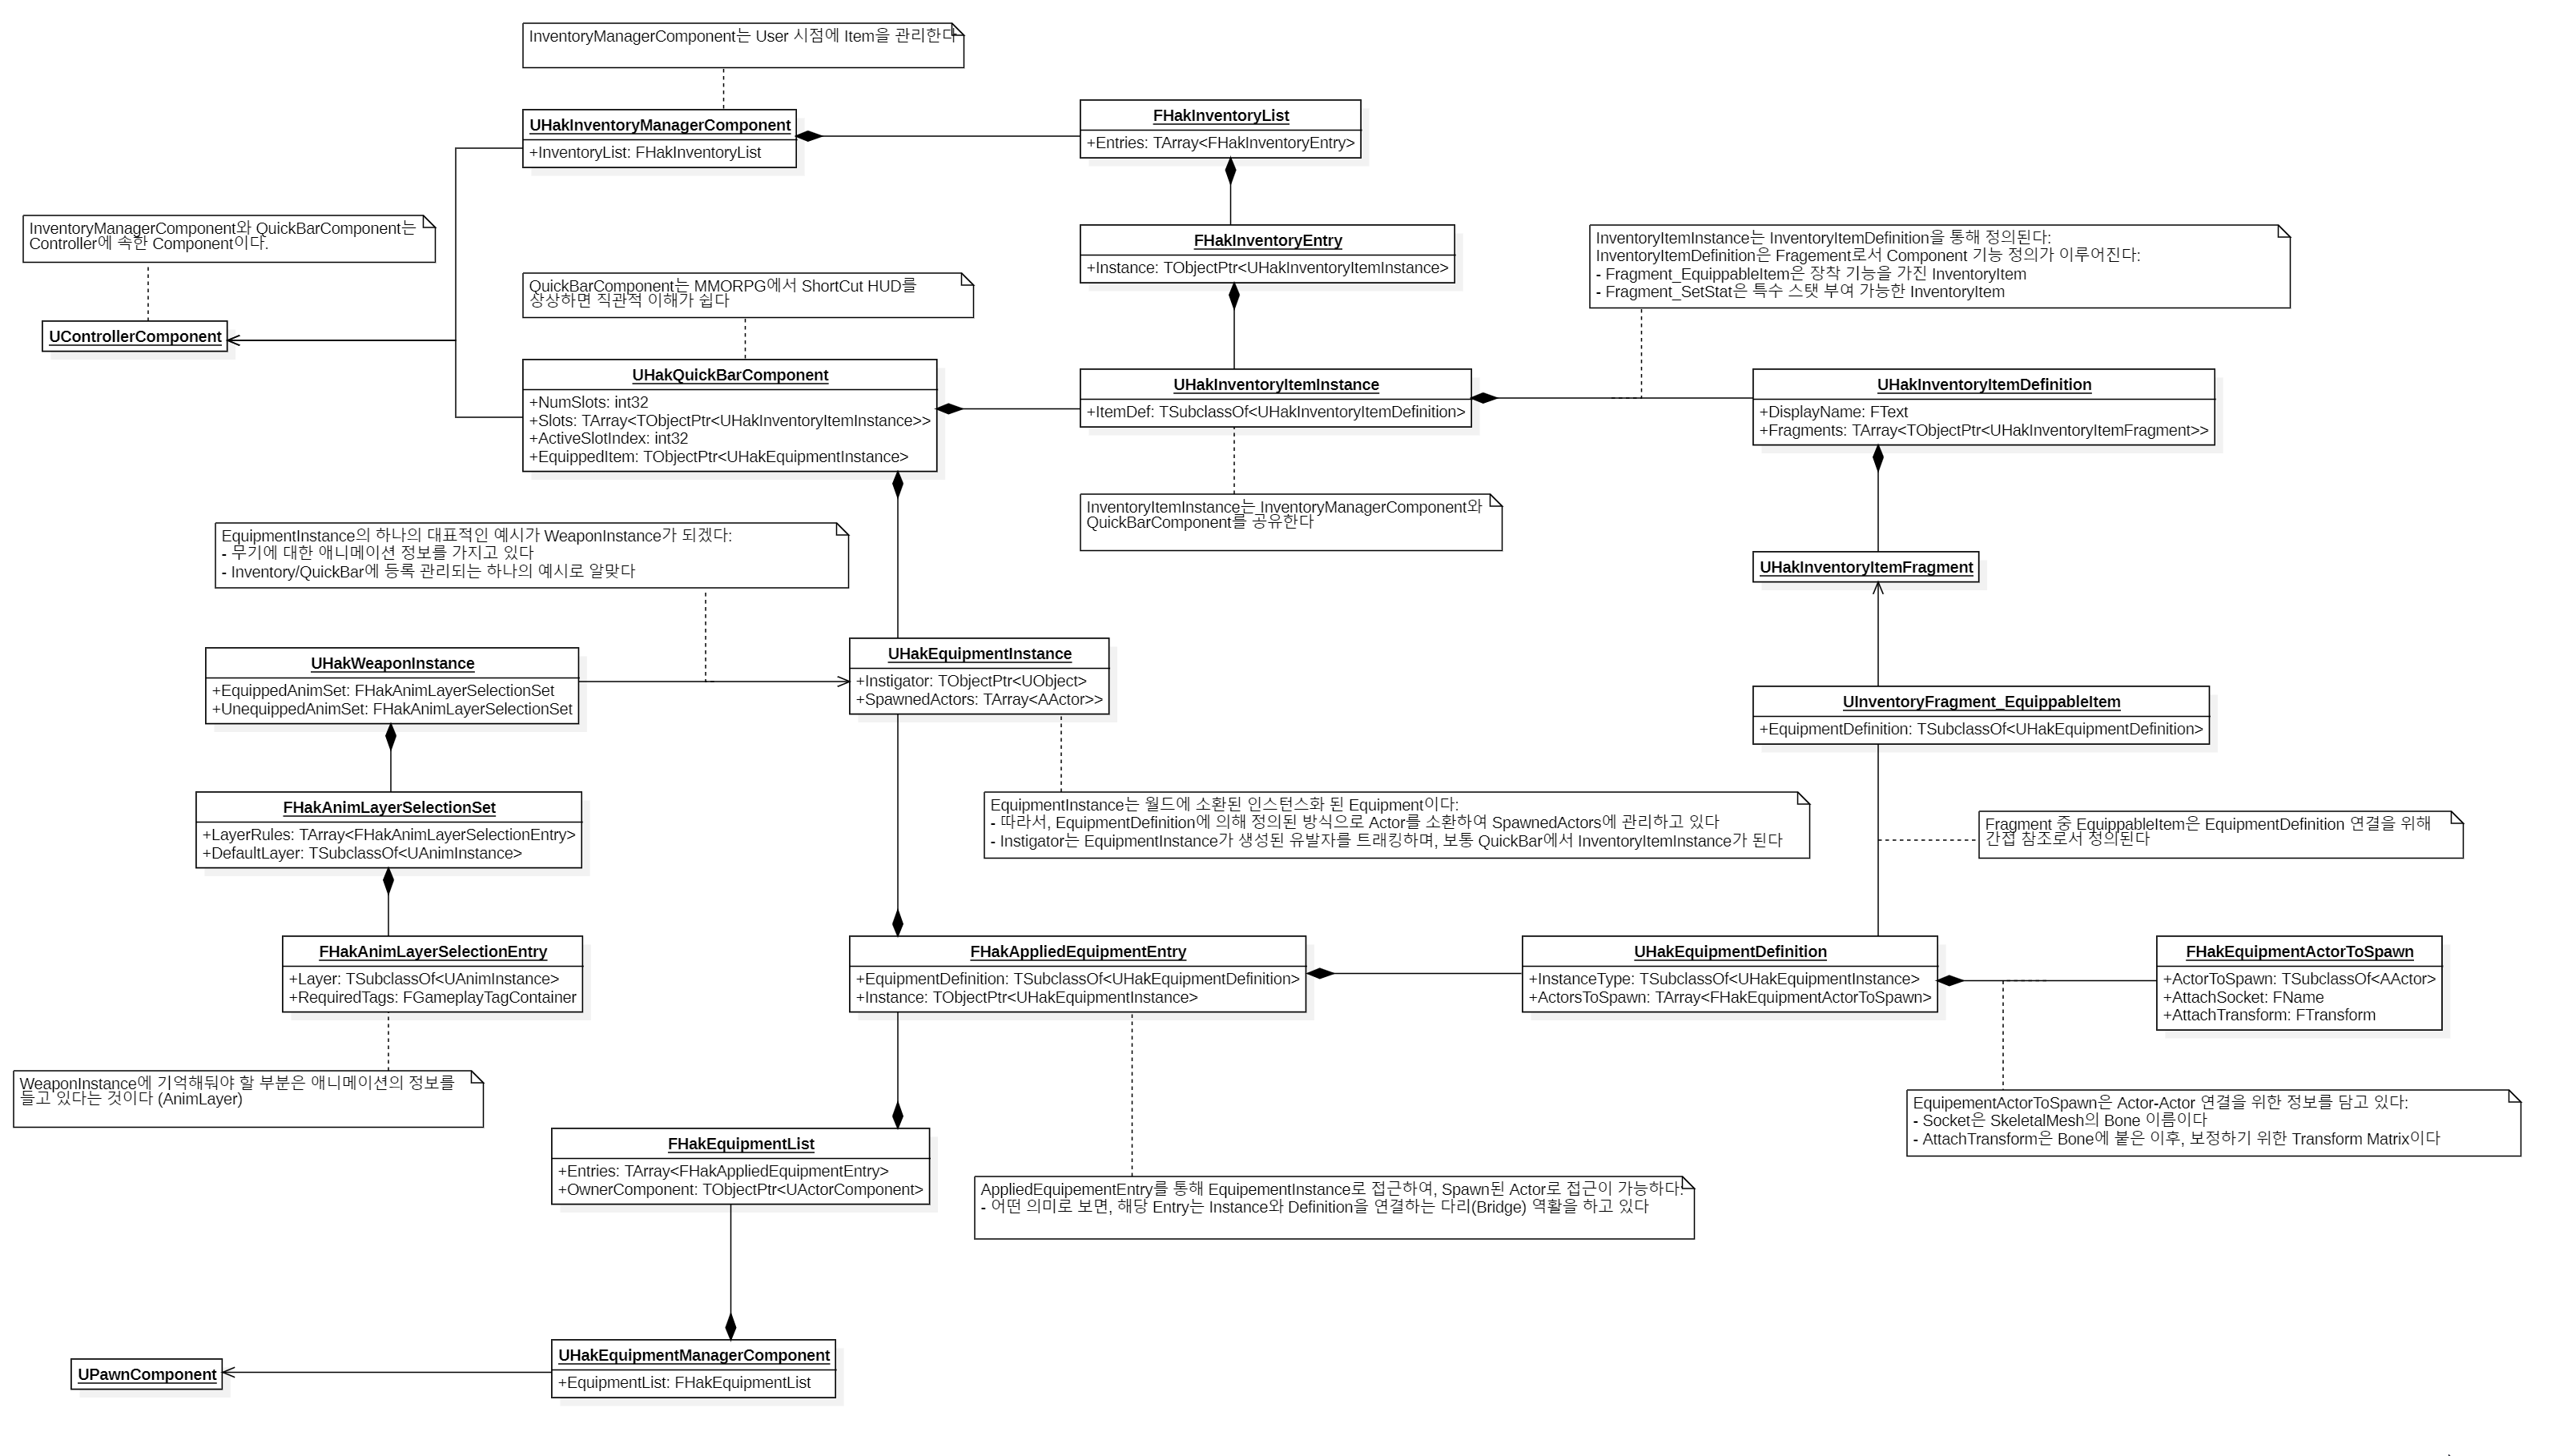 InventoryManagerComponent는 User 시점에 Item을 관리한다
UHakInventoryManagerComponent
+InventoryList: FHakInventoryList
FHakInventoryList
+Entries: TArray<FHakInventoryEntry>
InventoryManagerComponent와 QuickBarComponent는
Controller에 속한 Component이다.
UControllerComponent
FHakInventoryEntry
+Instance: TObjectPtr<UHakInventoryItemInstance>
InventoryItemInstance는 InventoryItemDefinition을 통해 정의된다:
InventoryItemDefinition은 Fragement로서 Component 기능 정의가 이루어진다:
- Fragment_EquippableItem은 장착 기능을 가진 InventoryItem
- Fragment_SetStat은 특수 스탯 부여 가능한 InventoryItem
QuickBarComponent는 MMORPG에서 ShortCut HUD를
상상하면 직관적 이해가 쉽다
UHakQuickBarComponent
+NumSlots: int32
+Slots: TArray<TObjectPtr<UHakInventoryItemInstance>>
+ActiveSlotIndex: int32
+EquippedItem: TObjectPtr<UHakEquipmentInstance>
UHakInventoryItemInstance
+ItemDef: TSubclassOf<UHakInventoryItemDefinition>
UHakInventoryItemDefinition
+DisplayName: FText
+Fragments: TArray<TObjectPtr<UHakInventoryItemFragment>>
InventoryItemInstance는 InventoryManagerComponent와
QuickBarComponent를 공유한다
EquipmentInstance의 하나의 대표적인 예시가 WeaponInstance가 되겠다:
- 무기에 대한 애니메이션 정보를 가지고 있다
- Inventory/QuickBar에 등록 관리되는 하나의 예시로 알맞다
UHakInventoryItemFragment
UHakWeaponInstance
+EquippedAnimSet: FHakAnimLayerSelectionSet
+UnequippedAnimSet: FHakAnimLayerSelectionSet
UHakEquipmentInstance
+Instigator: TObjectPtr<UObject>
+SpawnedActors: TArray<AActor>>
UInventoryFragment_EquippableItem
+EquipmentDefinition: TSubclassOf<UHakEquipmentDefinition>
FHakAnimLayerSelectionSet
+LayerRules: TArray<FHakAnimLayerSelectionEntry>
+DefaultLayer: TSubclassOf<UAnimInstance>
EquipmentInstance는 월드에 소환된 인스턴스화 된 Equipment이다:
- 따라서, EquipmentDefinition에 의해 정의된 방식으로 Actor를 소환하여 SpawnedActors에 관리하고 있다
- Instigator는 EquipmentInstance가 생성된 유발자를 트래킹하며, 보통 QuickBar에서 InventoryItemInstance가 된다
Fragment 중 EquippableItem은 EquipmentDefinition 연결을 위해
간접 참조로서 정의된다
FHakAnimLayerSelectionEntry
+Layer: TSubclassOf<UAnimInstance>
+RequiredTags: FGameplayTagContainer
FHakAppliedEquipmentEntry
+EquipmentDefinition: TSubclassOf<UHakEquipmentDefinition>
+Instance: TObjectPtr<UHakEquipmentInstance>
UHakEquipmentDefinition
+InstanceType: TSubclassOf<UHakEquipmentInstance>
+ActorsToSpawn: TArray<FHakEquipmentActorToSpawn>
FHakEquipmentActorToSpawn
+ActorToSpawn: TSubclassOf<AActor>
+AttachSocket: FName
+AttachTransform: FTransform
WeaponInstance에 기억해둬야 할 부분은 애니메이션의 정보를
들고 있다는 것이다 (AnimLayer)
EquipementActorToSpawn은 Actor-Actor 연결을 위한 정보를 담고 있다:
- Socket은 SkeletalMesh의 Bone 이름이다
- AttachTransform은 Bone에 붙은 이후, 보정하기 위한 Transform Matrix이다
FHakEquipmentList
+Entries: TArray<FHakAppliedEquipmentEntry>
+OwnerComponent: TObjectPtr<UActorComponent>
AppliedEquipementEntry를 통해 EquipementInstance로 접근하여, Spawn된 Actor로 접근이 가능하다:
- 어떤 의미로 보면, 해당 Entry는 Instance와 Definition을 연결하는 다리(Bridge) 역활을 하고 있다
UPawnComponent
UHakEquipmentManagerComponent
+EquipmentList: FHakEquipmentList